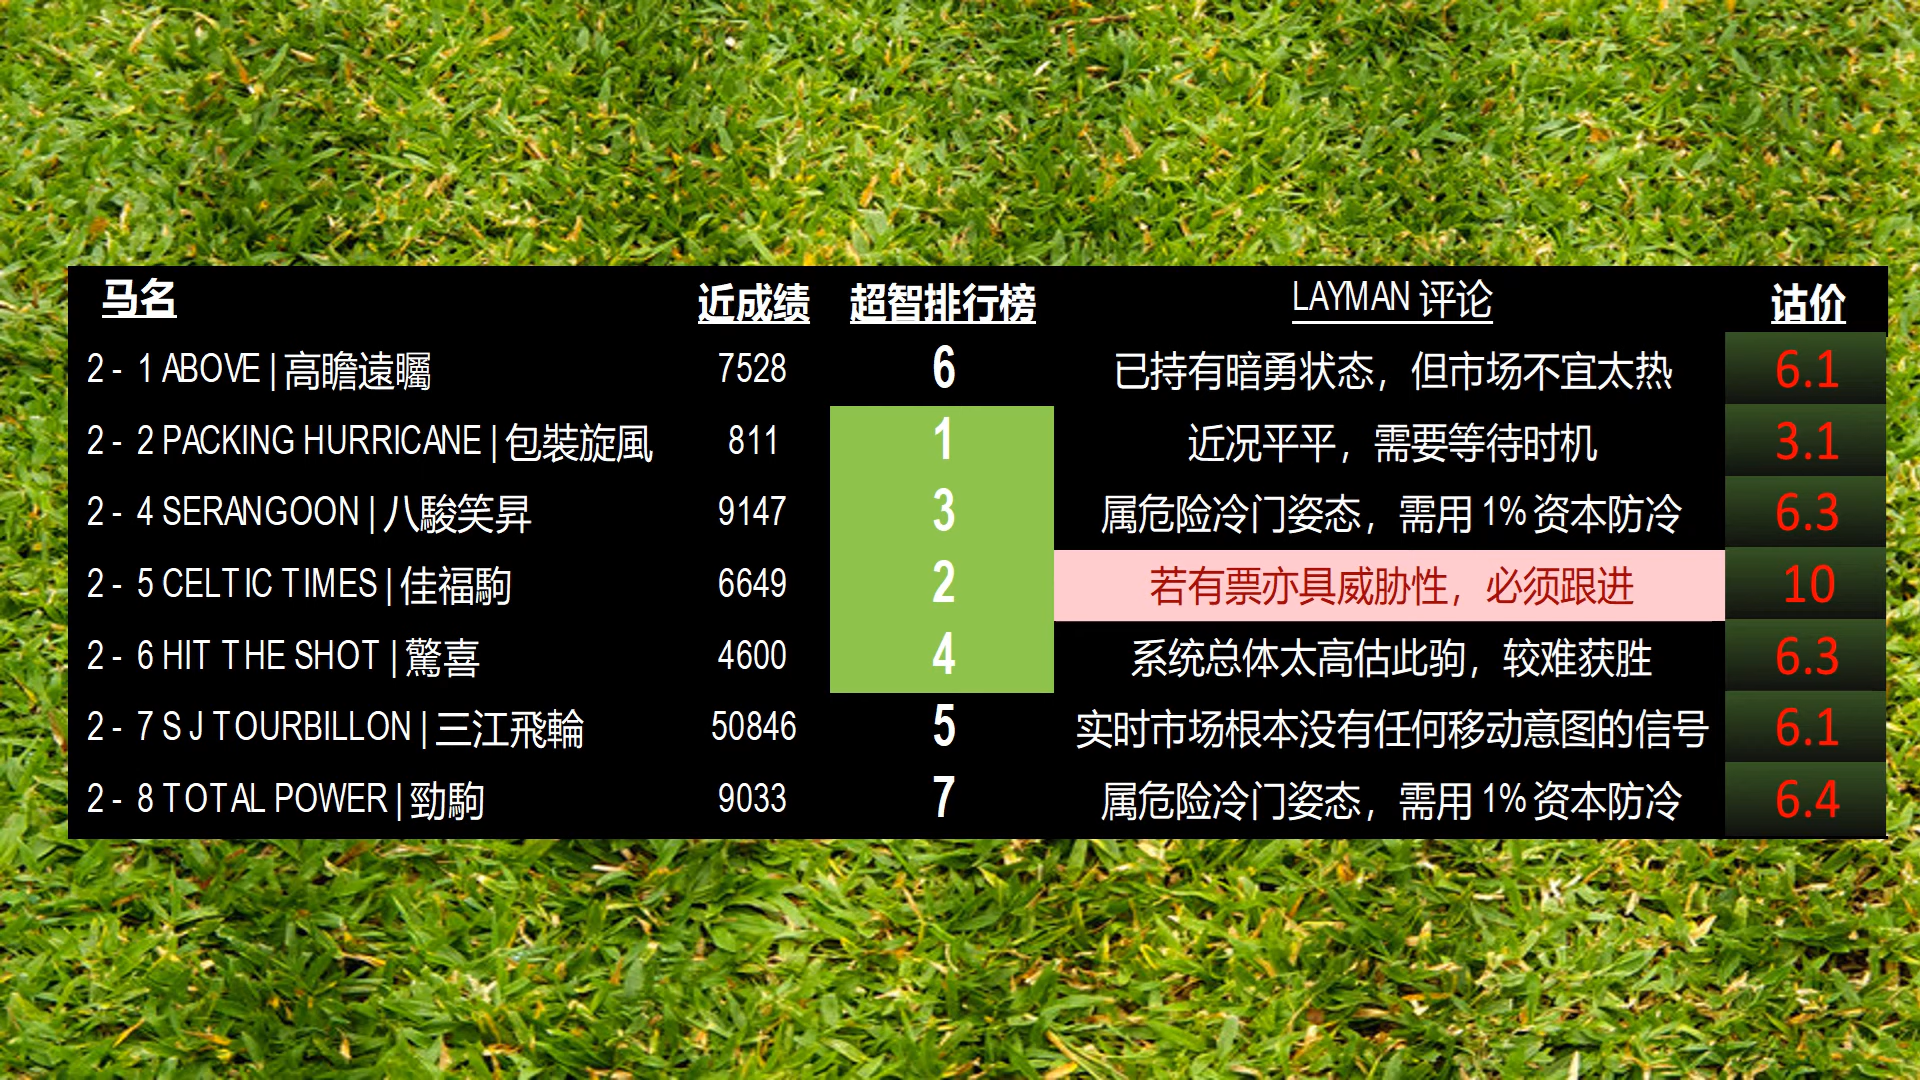 马名 近成绩 超智排行榜 LAYMAN 评论 诂价
2 - 1 ABOVE | 高瞻遠矚 7528 6 已持有暗勇状态，但市场不宜太热 6.1
2 - 2 PACKING HURRICANE | 包裝旋風 811 1 近况平平，需要等待时机 3.1
2 - 4 SERANGOON | 八駿笑昇 9147 3 属危险冷门姿态，需用 1% 资本防冷 6.3
2 - 5 CELTIC TIMES | 佳福駒 6649 2 若有票亦具威胁性，必须跟进 10
2 - 6 HIT THE SHOT | 驚喜 4600 4 系统总体太高估此驹，较难获胜 6.3
2 - 7 S J TOURBILLON | 三江飛輪 50846 5 实时市场根本没有任何移动意图的信号 6.1
2 - 8 TOTAL POWER | 勁駒 9033 7 属危险冷门姿态，需用 1% 资本防冷 6.4